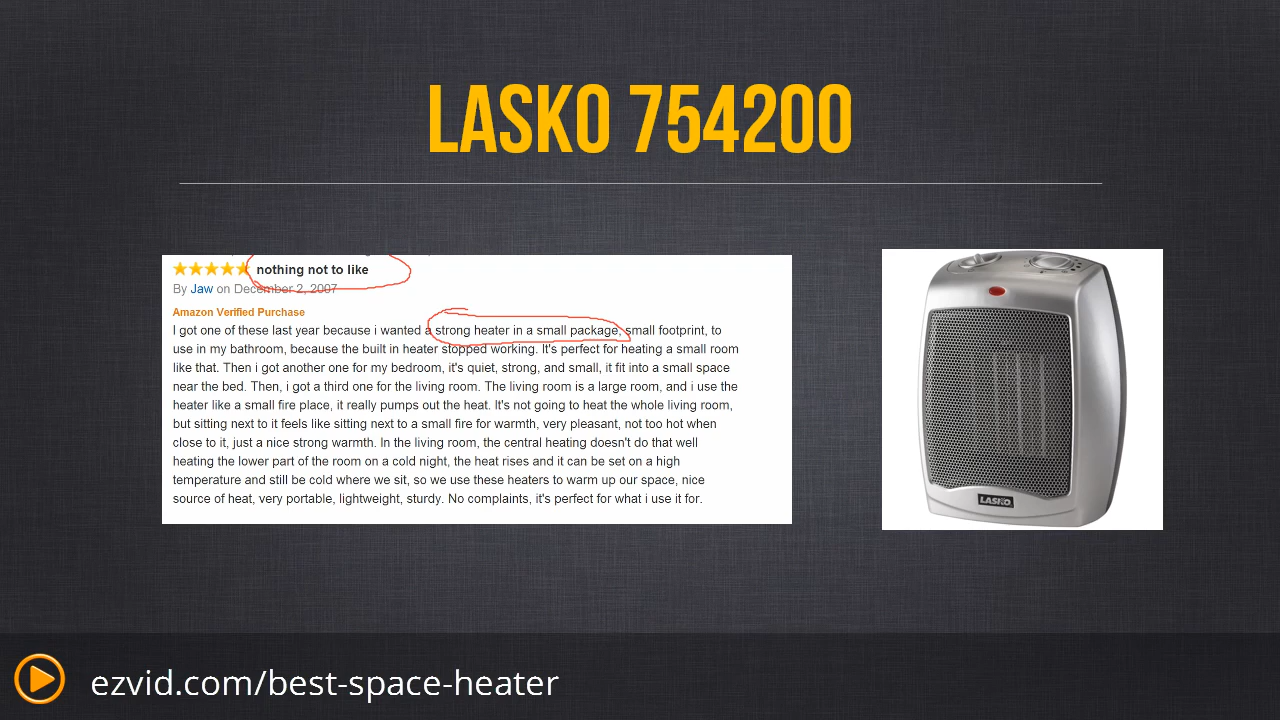 LASKO 754200
nothing not to like
By Jaw on December 2, 2007
Amazon Verified Purchase
I got one of these last year because i wanted a strong heater in a small package, small footprint, to
use in my bathroom, because the built in heater stopped working. It's perfect for heating a small room
like that. Then i got another one for my bedroom, it's quiet, strong, and small, it fit into a small space
near the bed. Then, i got a third one for the living room. The living room is a large room, and i use the
heater like a small fire place, it really pumps out the heat. It's not going to heat the whole living room,
but sitting next to it feels like sitting next to a small fire for warmth, very pleasant, not too hot when
close to it, just a nice strong warmth. In the living room, the central heating doesn't do that well
heating the lower part of the room on a cold night, the heat rises and it can be set on a high
temperature and still be cold where we sit, so we use these heaters to warm up our space, nice
source of heat, very portable, lightweight, sturdy. No complaints, it's perfect for what i use it for.
LASKO
ezvid.com/best-space-heater